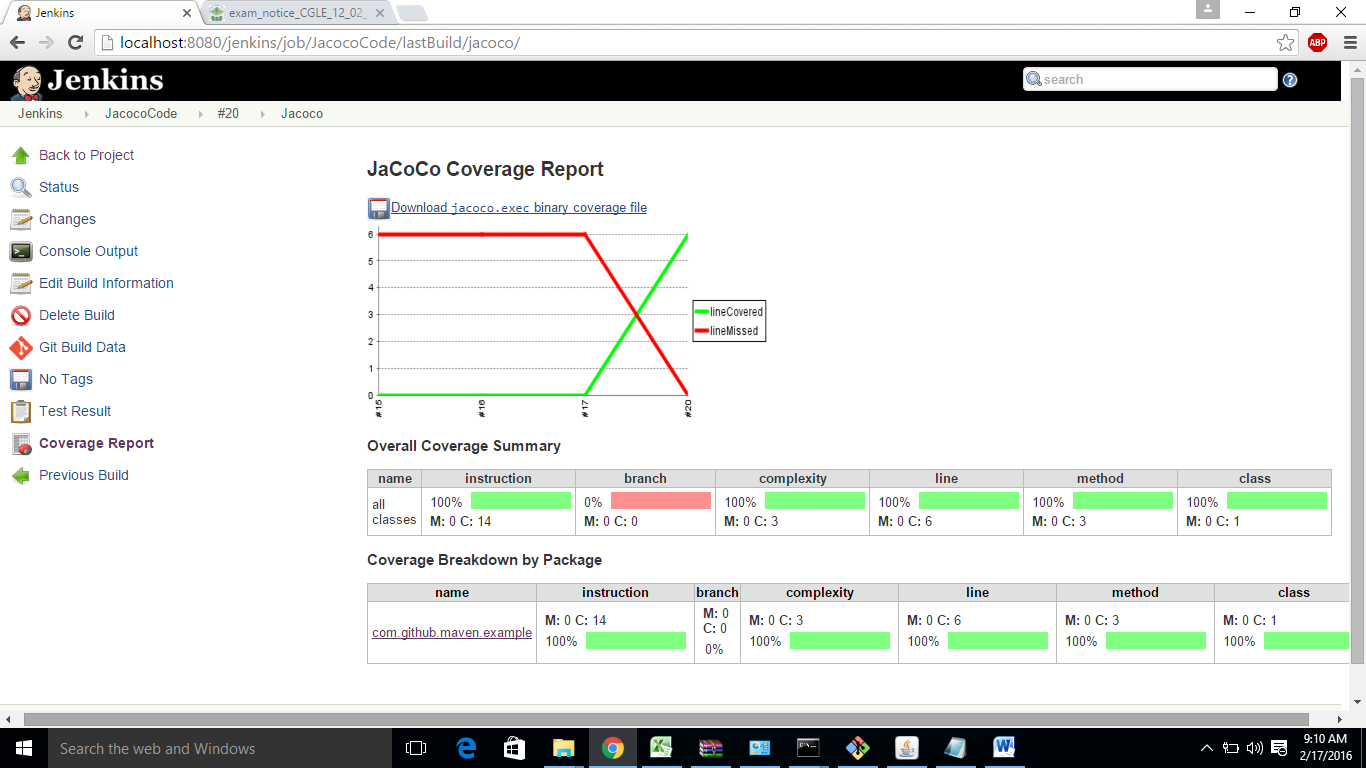 Jenkins
exam_notice_CGLE_12_02_
localhost:8080/jenkins/job/JacocoCode/lastBuild/jacoco/
ABP
Jenkins
search
?
Jenkins JacocoCode #20 Jacoco
Back to Project
Status
Changes
Console Output
Edit Build Information
Delete Build
Git Build Data
No Tags
Test Result
Coverage Report
Previous Build
JaCoCo Coverage Report
Download jacoco.exec binary coverage file
6
5
4
3
2
1
0
#15 #16 #17 #20
lineCovered
lineMissed
Overall Coverage Summary
name instruction branch complexity line method class
all classes
100% 0% 100% 100% 100% 100%
M: 0 C: 14 M: 0 C: 0 M: 0 C: 3 M: 0 C: 6 M: 0 C: 3 M: 0 C: 1
Coverage Breakdown by Package
name instruction branch complexity line method class
com.github.maven.example
M: 0 C: 14 M: 0 C: 0 M: 0 C: 3 M: 0 C: 6 M: 0 C: 3 M: 0 C: 1
100% 0% 100% 100% 100% 100%
Search the web and Windows
9:10 AM
2/17/2016